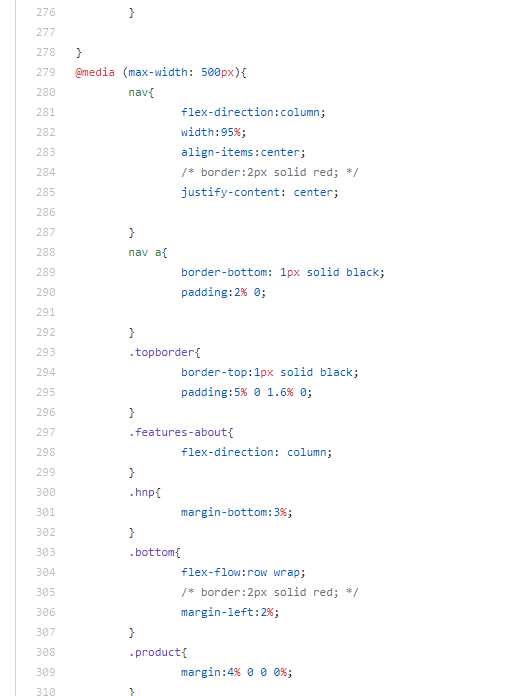 276 }
277
278 }
279 @media (max-width: 500px){
280 nav{
281 flex-direction:column;
282 width:95%;
283 align-items:center;
284 /* border:2px solid red; */
285 justify-content: center;
286
287 }
288 nav a{
289 border-bottom: 1px solid black;
290 padding:2% 0;
291
292 }
293 .topborder{
294 border-top:1px solid black;
295 padding:5% 0 1.6% 0;
296 }
297 .features-about{
298 flex-direction: column;
299 }
300 .hnp{
301 margin-bottom:3%;
302 }
303 .bottom{
304 flex-flow:row wrap;
305 /* border:2px solid red; */
306 margin-left:2%;
307 }
308 .product{
309 margin:4% 0 0 0%;
310 }